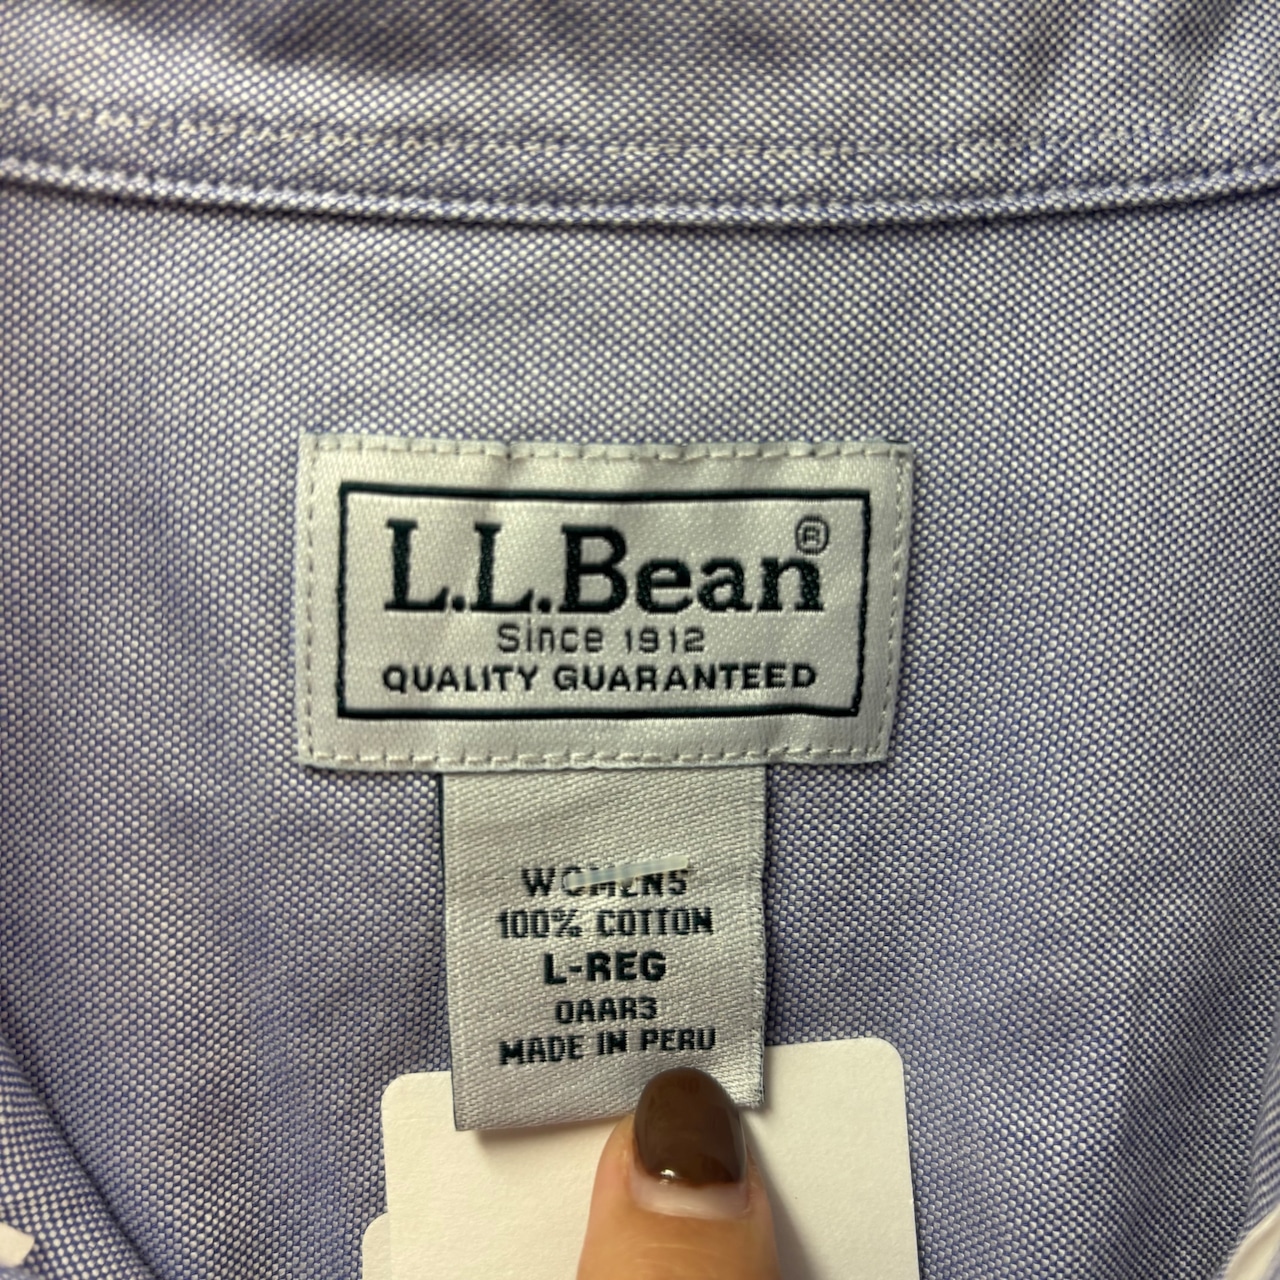 L.L.Bean®
Since 1912
QUALITY GUARANTEED
WOMENS
100% COTTON
L-REG
0AAR3
MADE IN PERU